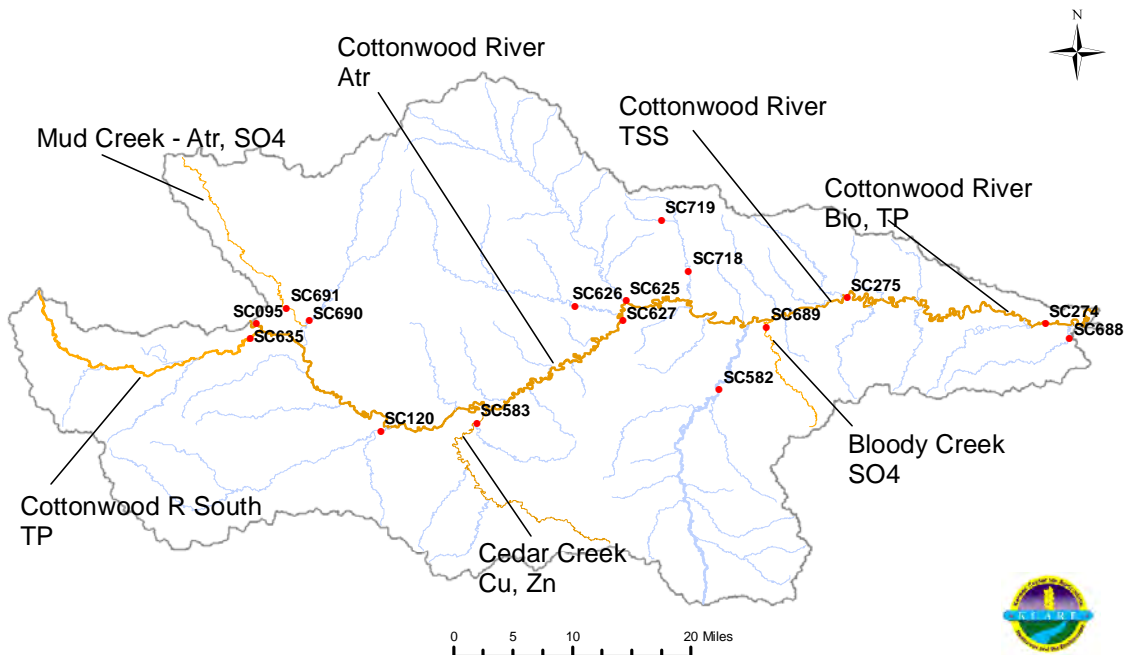 N
Cottonwood River
Atr
Cottonwood River
TSS
Mud Creek - Atr, SO4
Cottonwood River
Bio, TP
SC719
SC718
SC691
SC626
SC625
SC275
SC095
SC690
SC627
SC689
SC274
SC635
SC688
SC582
SC120
SC583
Bloody Creek
SO4
Cottonwood R South
TP
Cedar Creek
Cu, Zn
0 5 10 20 Miles